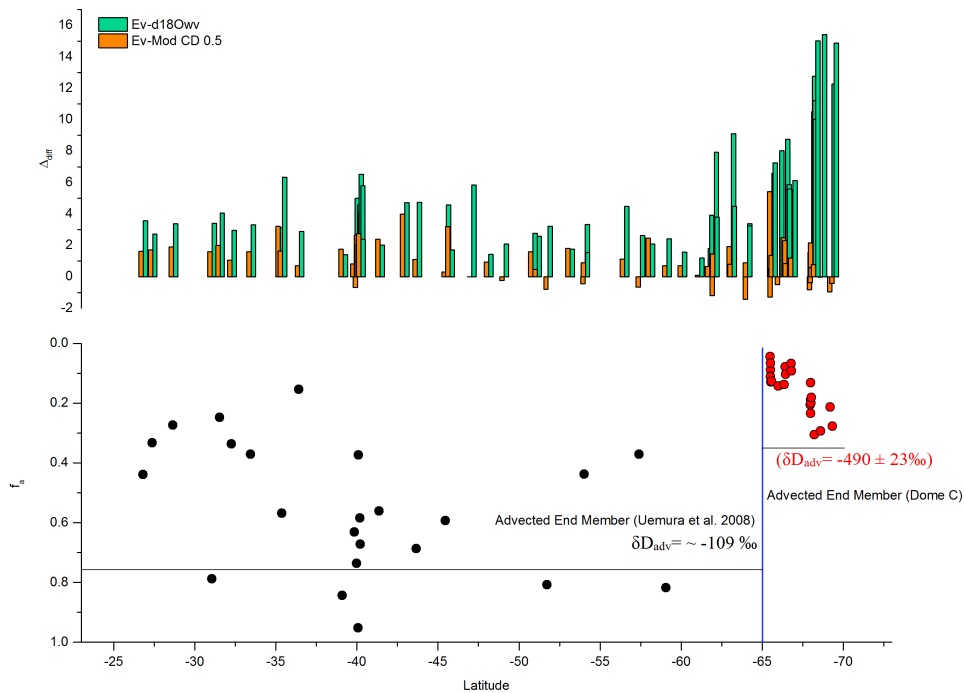 16
14
12
10
8
6
4
2
0
-2
Δdiff
Ev-d18Owv
Ev-Mod CD 0.5
0.0
0.2
0.4
0.6
0.8
1.0
fa
(δDadv= -490 ± 23‰)
Advected End Member (Dome C)
Advected End Member (Uemura et al. 2008)
δDadv= ~ -109 ‰
-25 -30 -35 -40 -45 -50 -55 -60 -65 -70
Latitude